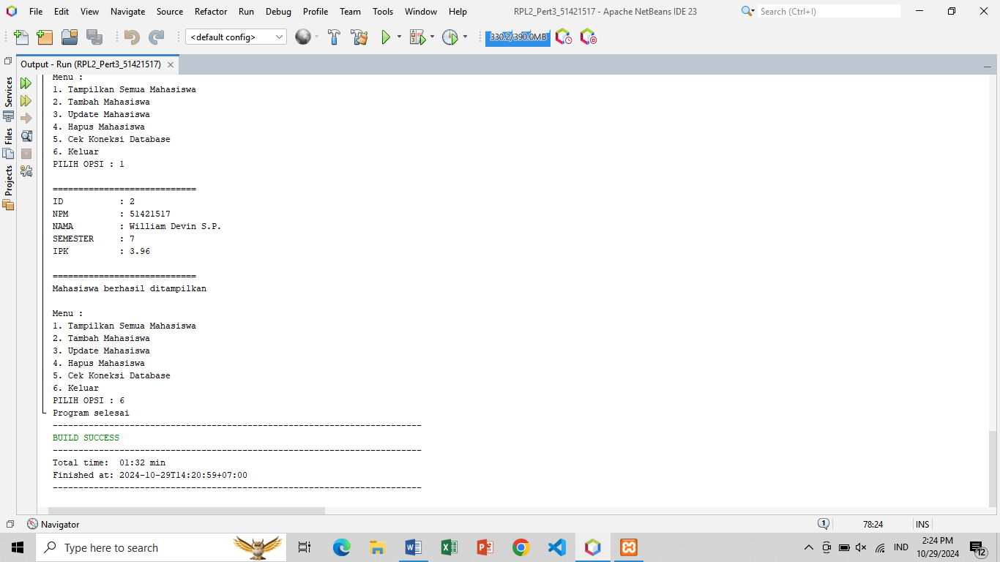 File Edit View Navigate Source Refactor Run Debug Profile Team Tools Window Help
RPL2_Pert3_51421517 - Apache NetBeans IDE 23
Search (Ctrl+I)
<default config>
330.2/390.0MB
Output - Run (RPL2_Pert3_51421517)
Services
Files
Projects
Menu :
1. Tampilkan Semua Mahasiswa
2. Tambah Mahasiswa
3. Update Mahasiswa
4. Hapus Mahasiswa
5. Cek Koneksi Database
6. Keluar
PILIH OPSI : 1
============================
ID : 2
NPM : 51421517
NAMA : William Devin S.P.
SEMESTER : 7
IPK : 3.96
============================
Mahasiswa berhasil ditampilkan
Menu :
1. Tampilkan Semua Mahasiswa
2. Tambah Mahasiswa
3. Update Mahasiswa
4. Hapus Mahasiswa
5. Cek Koneksi Database
6. Keluar
PILIH OPSI : 6
Program selesai
------------------------------------------------------------------------
BUILD SUCCESS
------------------------------------------------------------------------
Total time:  01:32 min
Finished at: 2024-10-29T14:20:59+07:00
------------------------------------------------------------------------
Navigator
1
78:24
INS
Type here to search
IND
2:24 PM
10/29/2024
12